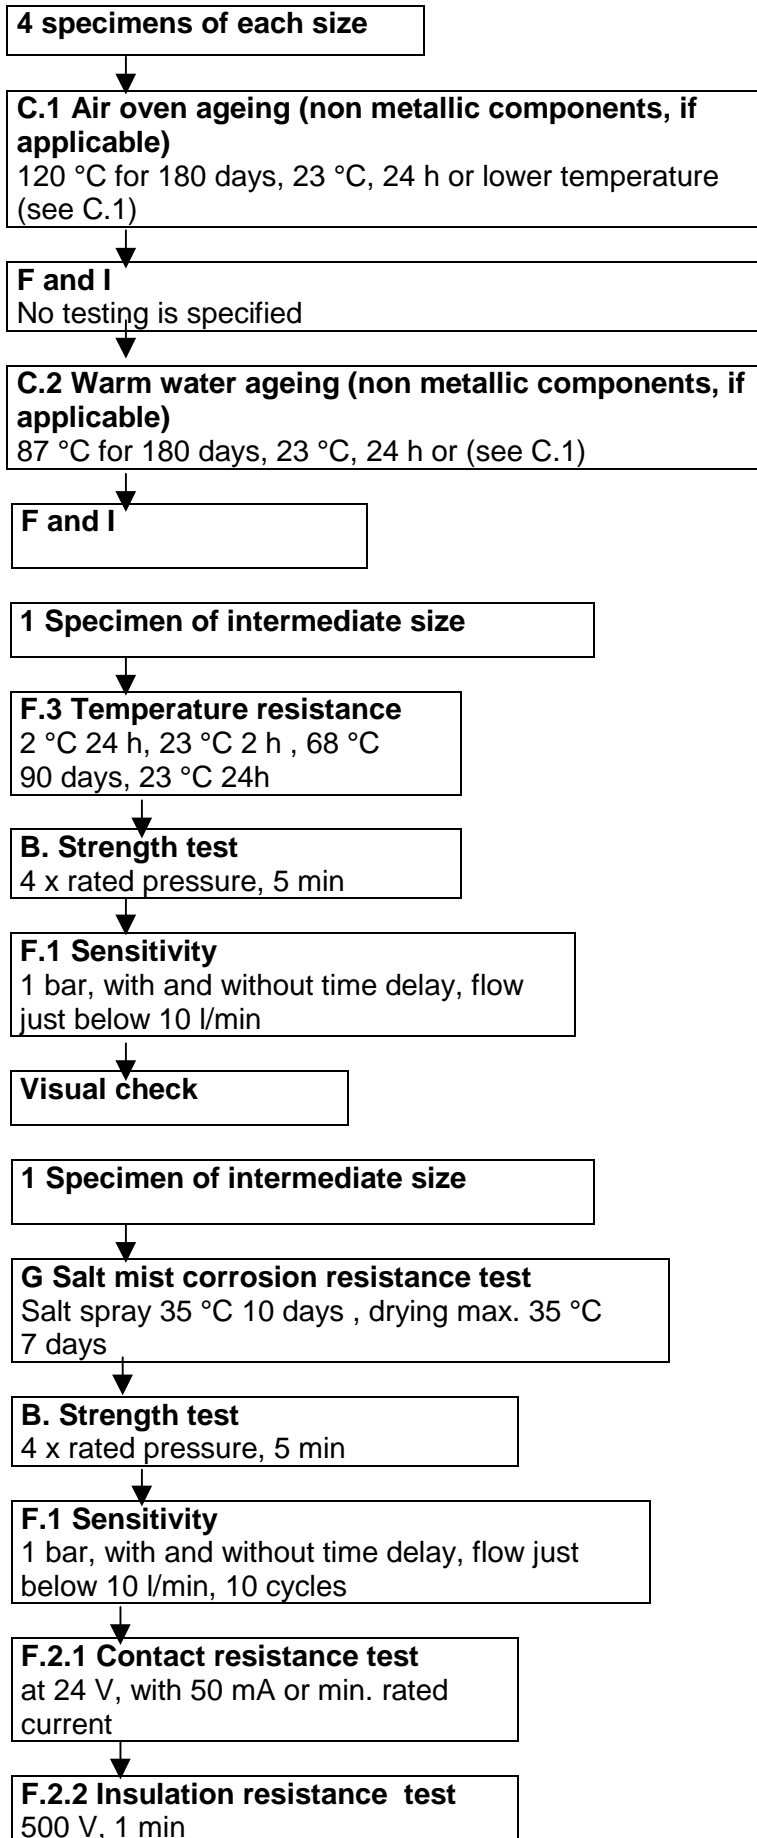 4 specimens of each size
C.1 Air oven ageing (non metallic components, if
applicable)
120 °C for 180 days, 23 °C, 24 h or lower temperature
(see C.1)
F and I
No testing is specified
C.2 Warm water ageing (non metallic components, if
applicable)
87 °C for 180 days, 23 °C, 24 h or (see C.1)
F and I
1 Specimen of intermediate size
F.3 Temperature resistance
2 °C 24 h, 23 °C 2 h , 68 °C
90 days, 23 °C 24h
B. Strength test
4 x rated pressure, 5 min
F.1 Sensitivity
1 bar, with and without time delay, flow
just below 10 l/min
Visual check
1 Specimen of intermediate size
G Salt mist corrosion resistance test
Salt spray 35 °C 10 days , drying max. 35 °C
7 days
B. Strength test
4 x rated pressure, 5 min
F.1 Sensitivity
1 bar, with and without time delay, flow just
below 10 l/min, 10 cycles
F.2.1 Contact resistance test
at 24 V, with 50 mA or min. rated
current
F.2.2 Insulation resistance  test
500 V, 1 min